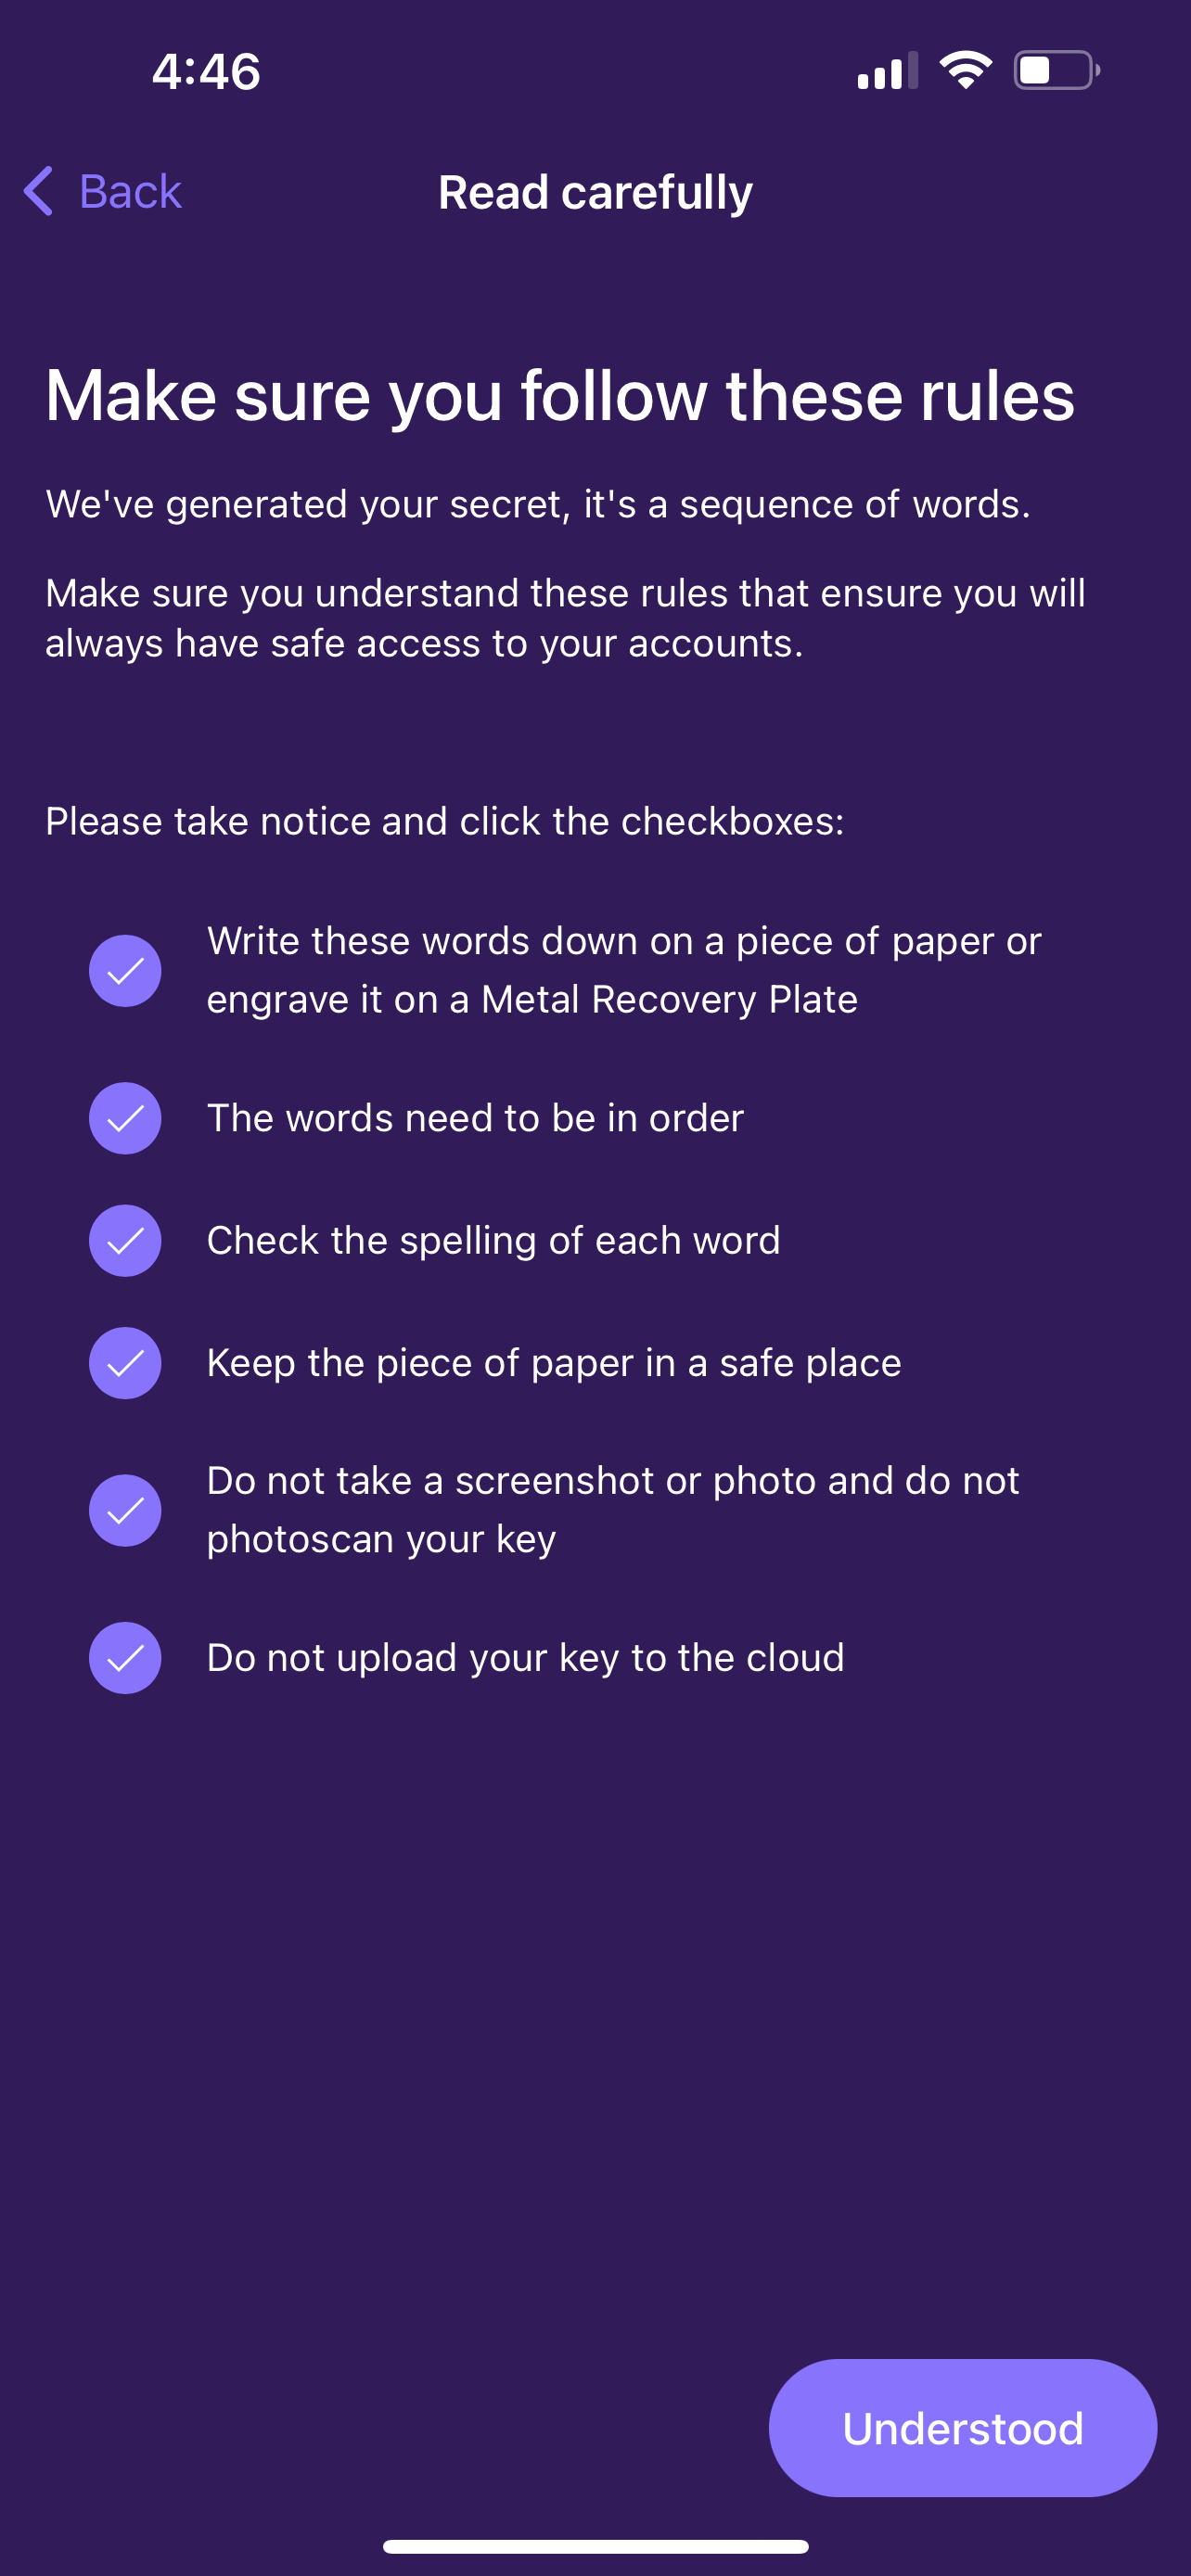 4:46
Back
Read carefully
Make sure you follow these rules
We've generated your secret, it's a sequence of words.
Make sure you understand these rules that ensure you will
always have safe access to your accounts.
Please take notice and click the checkboxes:
Write these words down on a piece of paper or
engrave it on a Metal Recovery Plate
The words need to be in order
Check the spelling of each word
Keep the piece of paper in a safe place
Do not take a screenshot or photo and do not
photoscan your key
Do not upload your key to the cloud
Understood